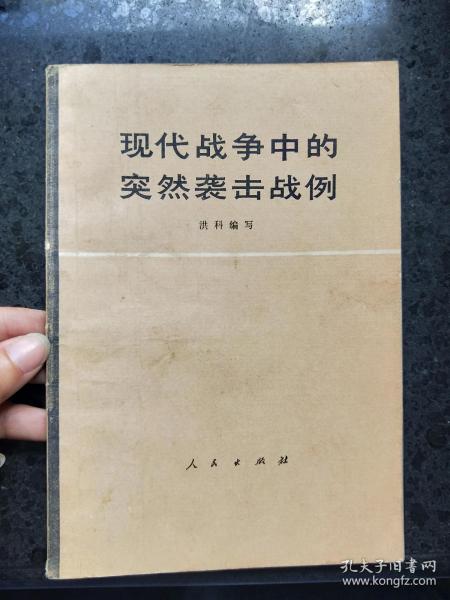 现代战争中的
突然袭击战例
洪科编写
人民出版社
孔夫子旧书网
www.kongfz.com